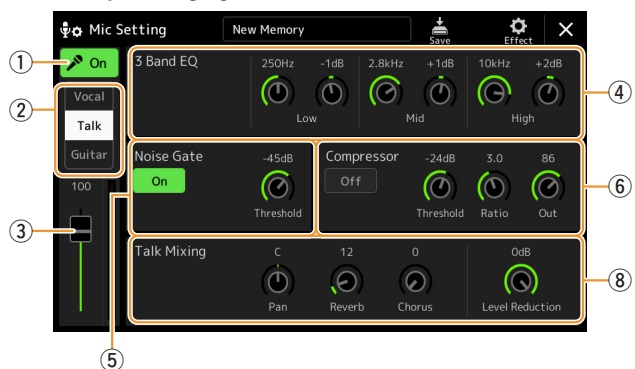 Mic Setting
New Memory
Save
Effect
① On
② Vocal
Talk
Guitar
100
③
3 Band EQ
250Hz -1dB 2.8kHz +1dB 10kHz +2dB
Low Mid High
④
Noise Gate
On
-45dB
Threshold
⑤
Compressor
Off
-24dB 3.0 86
Threshold Ratio Out
⑥
Talk Mixing
C 12 0 0dB
Pan Reverb Chorus Level Reduction
⑧